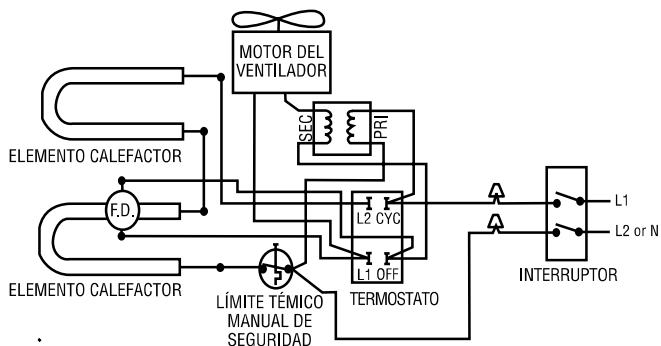 MOTOR DEL
VENTILADOR
SEC
PRI
ELEMENTO CALEFACTOR
F.D.
L2 CYC
L1
L2 or N
L1 OFF
INTERRUPTOR
ELEMENTO CALEFACTOR
LÍMITE TÉMICO
MANUAL DE
SEGURIDAD
TERMOSTATO